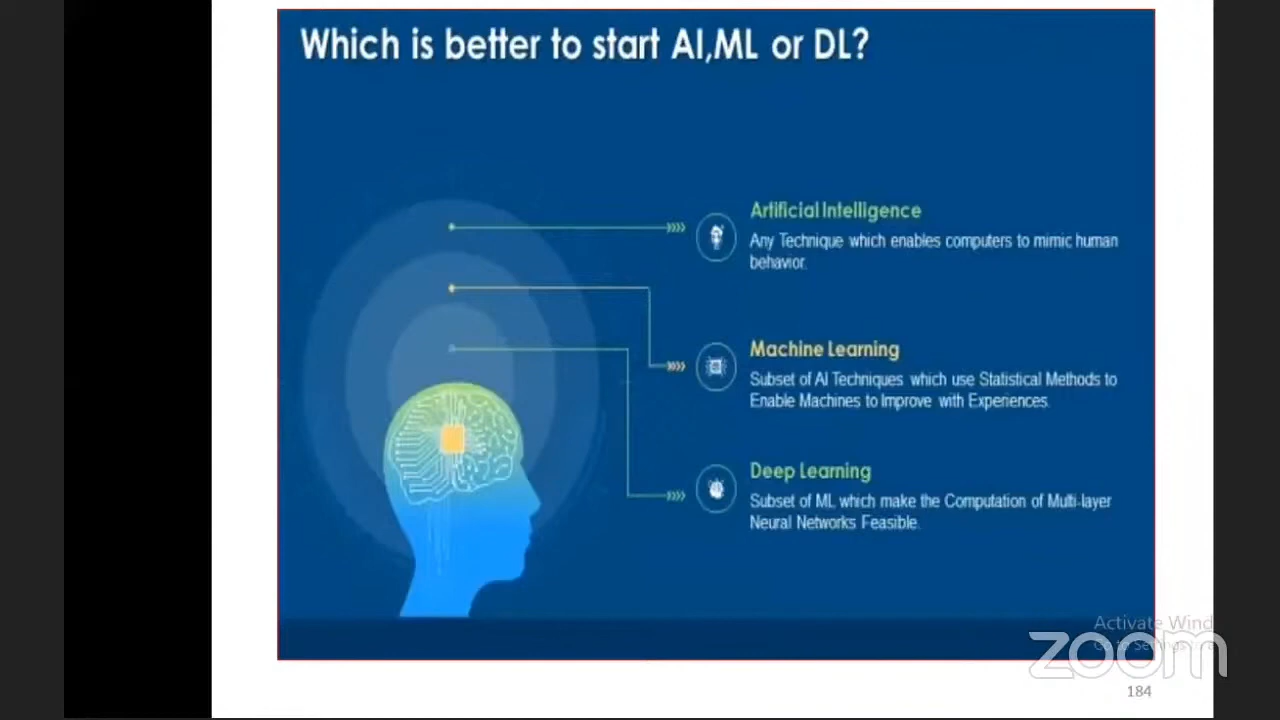 Which is better to start AI,ML or DL?
Artificial Intelligence
Any Technique which enables computers to mimic human
behavior.
Machine Learning
Subset of AI Techniques which use Statistical Methods to
Enable Machines to Improve with Experiences.
Deep Learning
Subset of ML which make the Computation of Multi-layer
Neural Networks Feasible.
Activate Wind
zoom
184